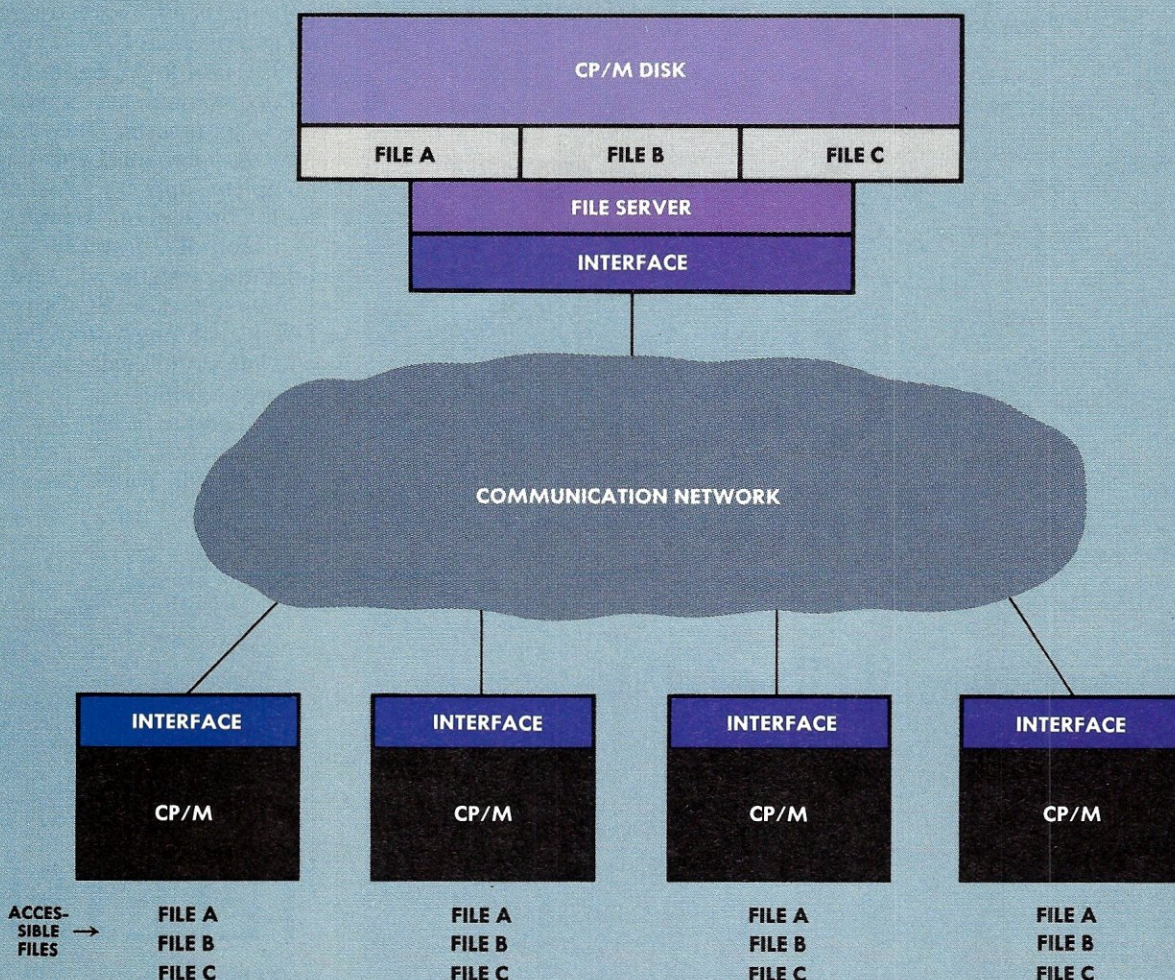 CP/M DISK
FILE A FILE B FILE C
FILE SERVER
INTERFACE
COMMUNICATION NETWORK
INTERFACE INTERFACE INTERFACE INTERFACE
CP/M CP/M CP/M CP/M
ACCES-
SIBLE →
FILES
FILE A FILE A FILE A FILE A
FILE B FILE B FILE B FILE B
FILE C FILE C FILE C FILE C